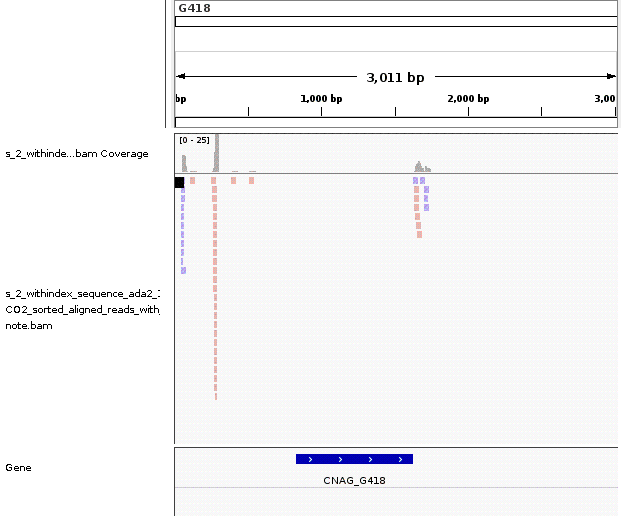 G418
3,011 bp
bp 1,000 bp 2,000 bp 3,00
s_2_withinde...bam Coverage
[0 - 25]
s_2_withindex_sequence_ada2_
CO2_sorted_aligned_reads_with_
note.bam
Gene
CNAG_G418